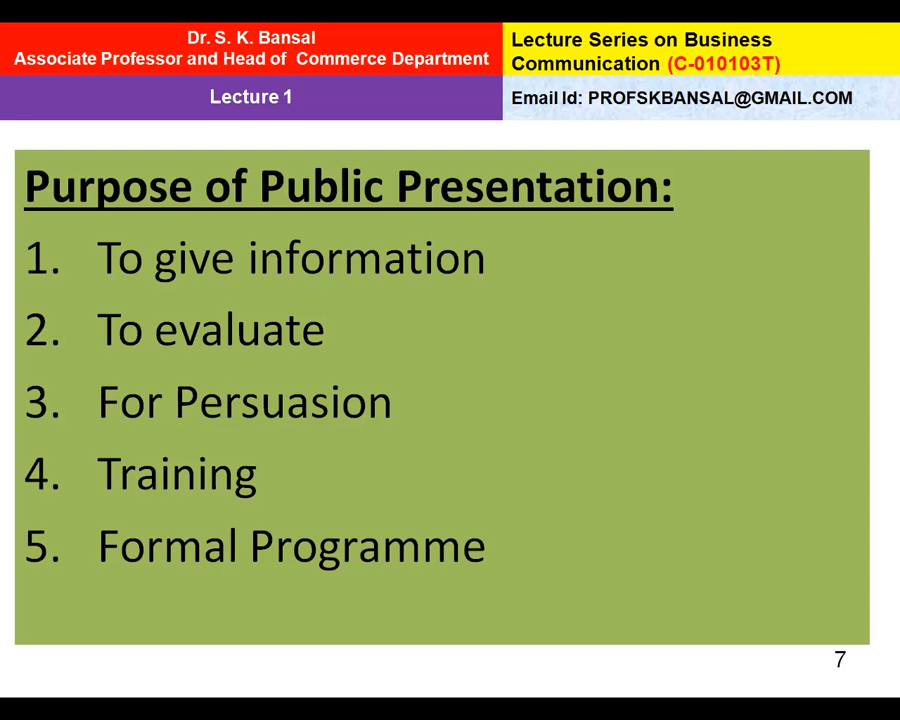 Dr. S. K. Bansal
Associate Professor and Head of Commerce Department
Lecture Series on Business
Communication (C-010103T)
Lecture 1
Email Id: PROFSKBANSAL@GMAIL.COM
Purpose of Public Presentation:
1. To give information
2. To evaluate
3. For Persuasion
4. Training
5. Formal Programme
7